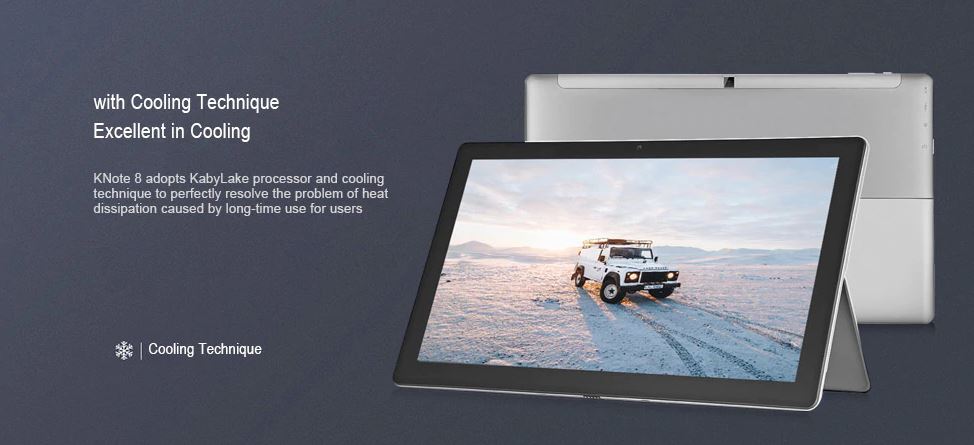 with Cooling Technique
Excellent in Cooling
KNote 8 adopts KabyLake processor and cooling
technique to perfectly resolve the problem of heat
dissipation caused by long-time use for users
Cooling Technique